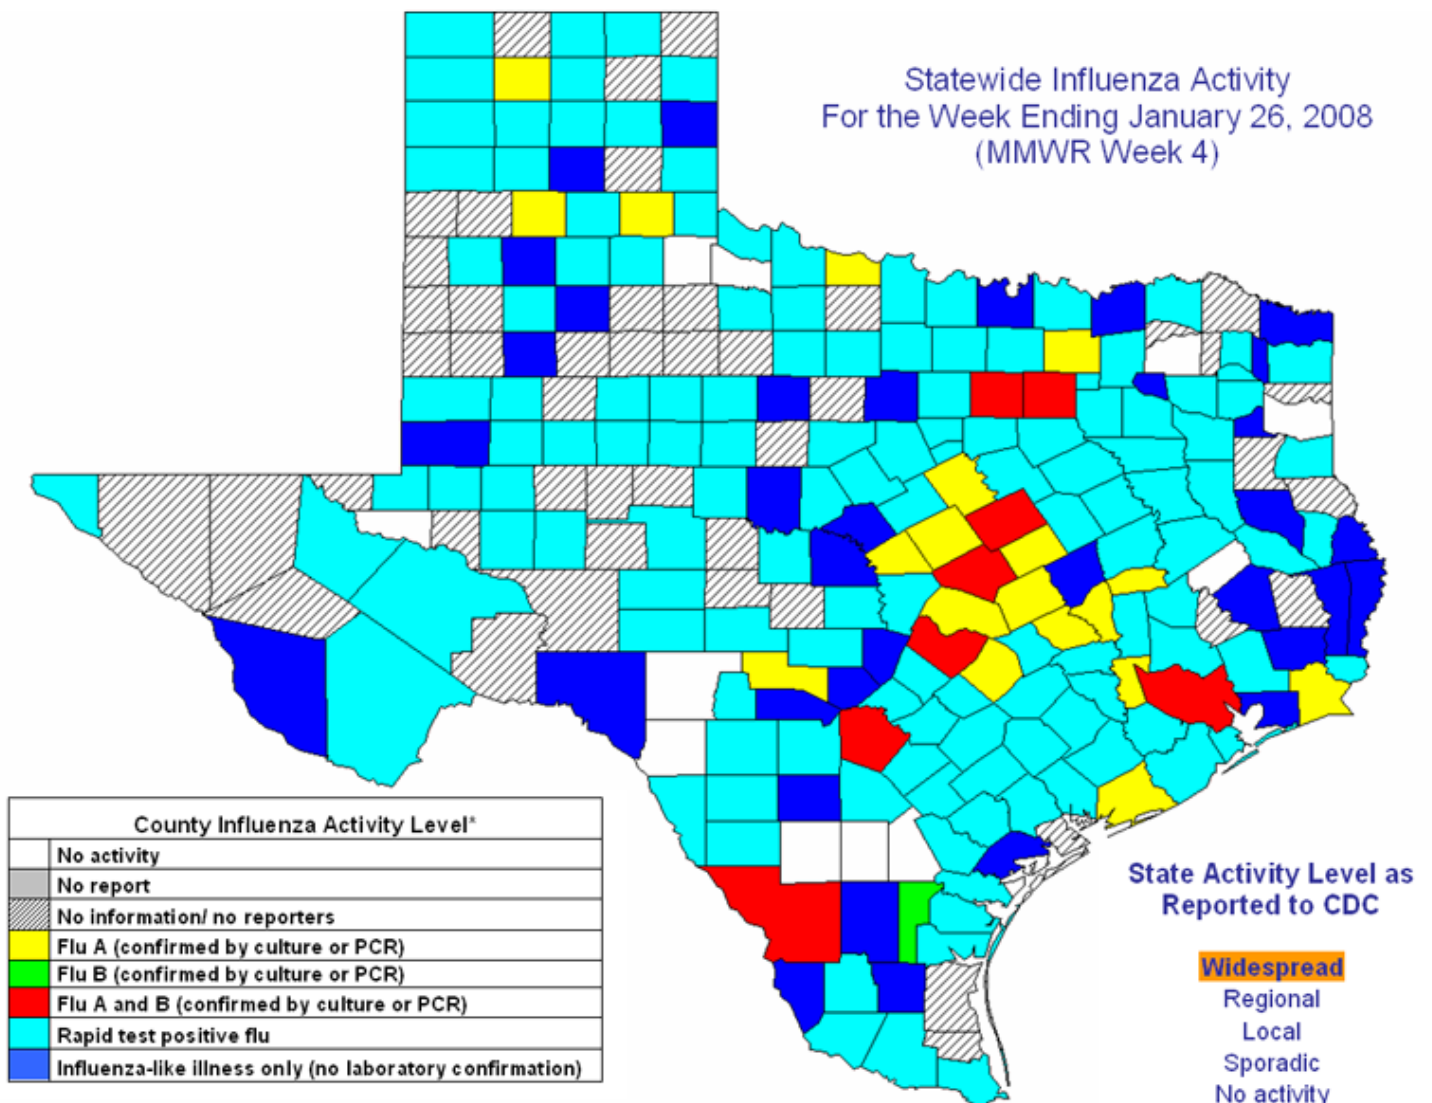 Statewide Influenza Activity
For the Week Ending January 26, 2008
(MMWR Week 4)
County Influenza Activity Level*
No activity
No report
No information/ no reporters
Flu A (confirmed by culture or PCR)
Flu B (confirmed by culture or PCR)
Flu A and B (confirmed by culture or PCR)
Rapid test positive flu
Influenza-like illness only (no laboratory confirmation)
State Activity Level as
Reported to CDC
Widespread
Regional
Local
Sporadic
No activity